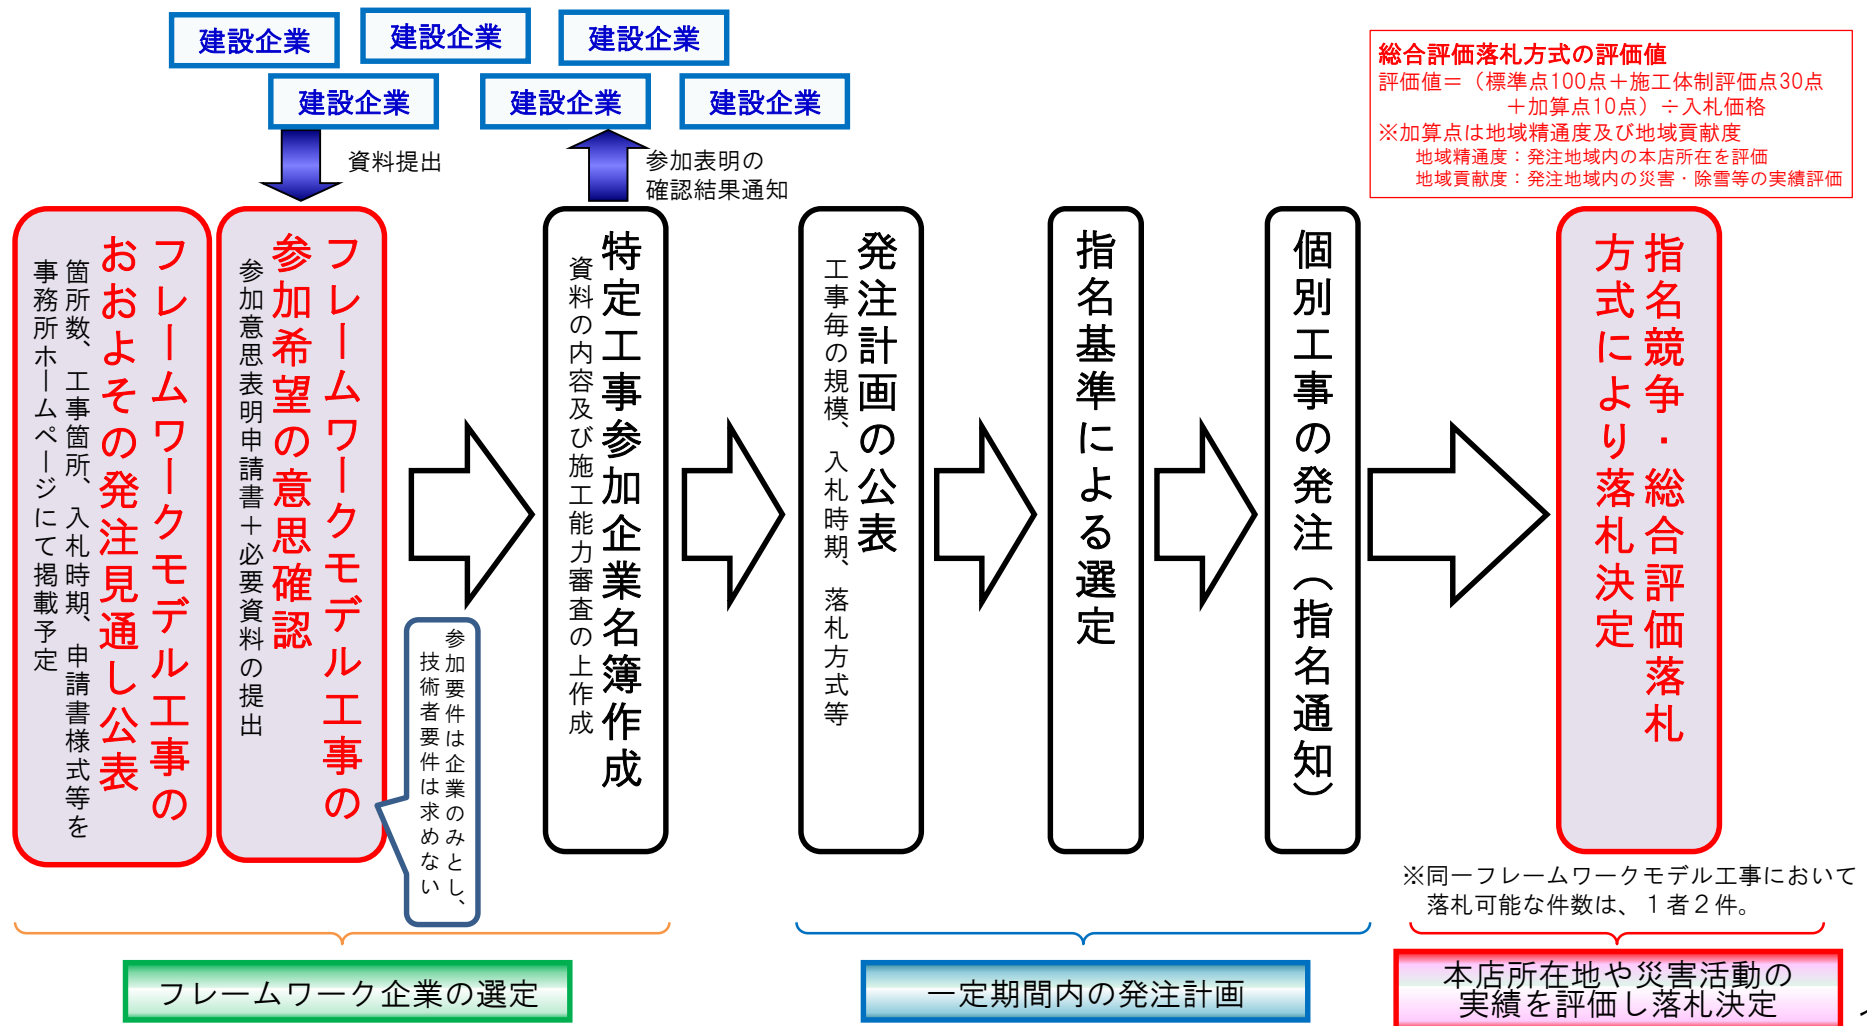 建設企業
建設企業
建設企業
建設企業
建設企業
建設企業
資料提出
参加表明の
確認結果通知
総合評価落札方式の評価値
評価値＝（標準点100点＋施工体制評価点30点
＋加算点10点）÷入札価格
※加算点は地域精通度及び地域貢献度
地域精通度：発注地域内の本店所在を評価
地域貢献度：発注地域内の災害・除雪等の実績評価
フレームワークモデル工事の
おおよその発注見通し公表
箇所数、工事箇所、入札時期、申請書様式等を
事務所ホームページにて掲載予定
フレームワークモデル工事の
参加希望の意思確認
参加意思表明申請書＋必要資料の提出
参加要件は企業のみとし、
技術者要件は求めない
特定工事参加企業名簿作成
資料の内容及び施工能力審査の上作成
発注計画の公表
工事毎の規模、入札時期、落札方式等
指名基準による選定
個別工事の発注（指名通知）
指名競争・総合評価落札
方式により落札決定
※同一フレームワークモデル工事において
落札可能な件数は、１者２件。
フレームワーク企業の選定
一定期間内の発注計画
本店所在地や災害活動の
実績を評価し落札決定